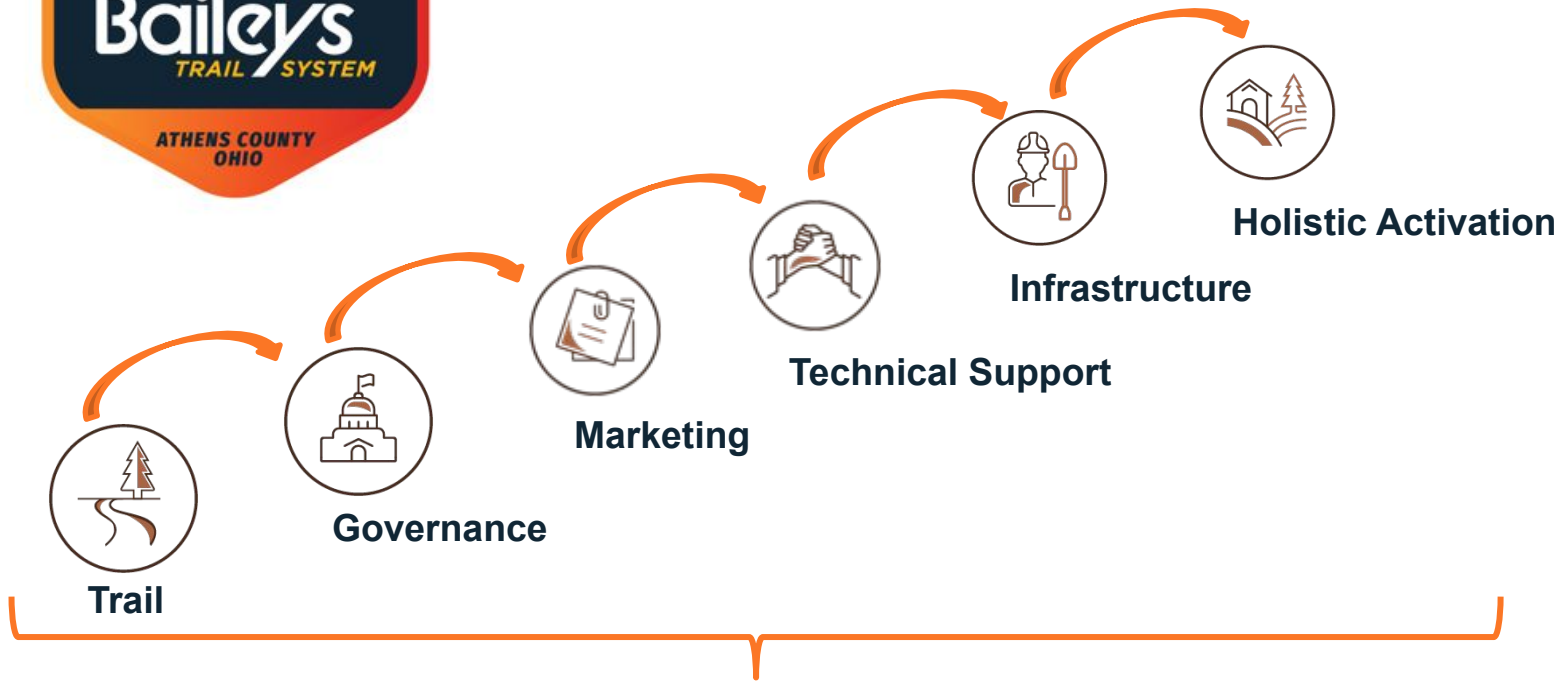 Baileys
TRAIL SYSTEM
ATHENS COUNTY
OHIO
Holistic Activation
Infrastructure
Technical Support
Marketing
Governance
Trail